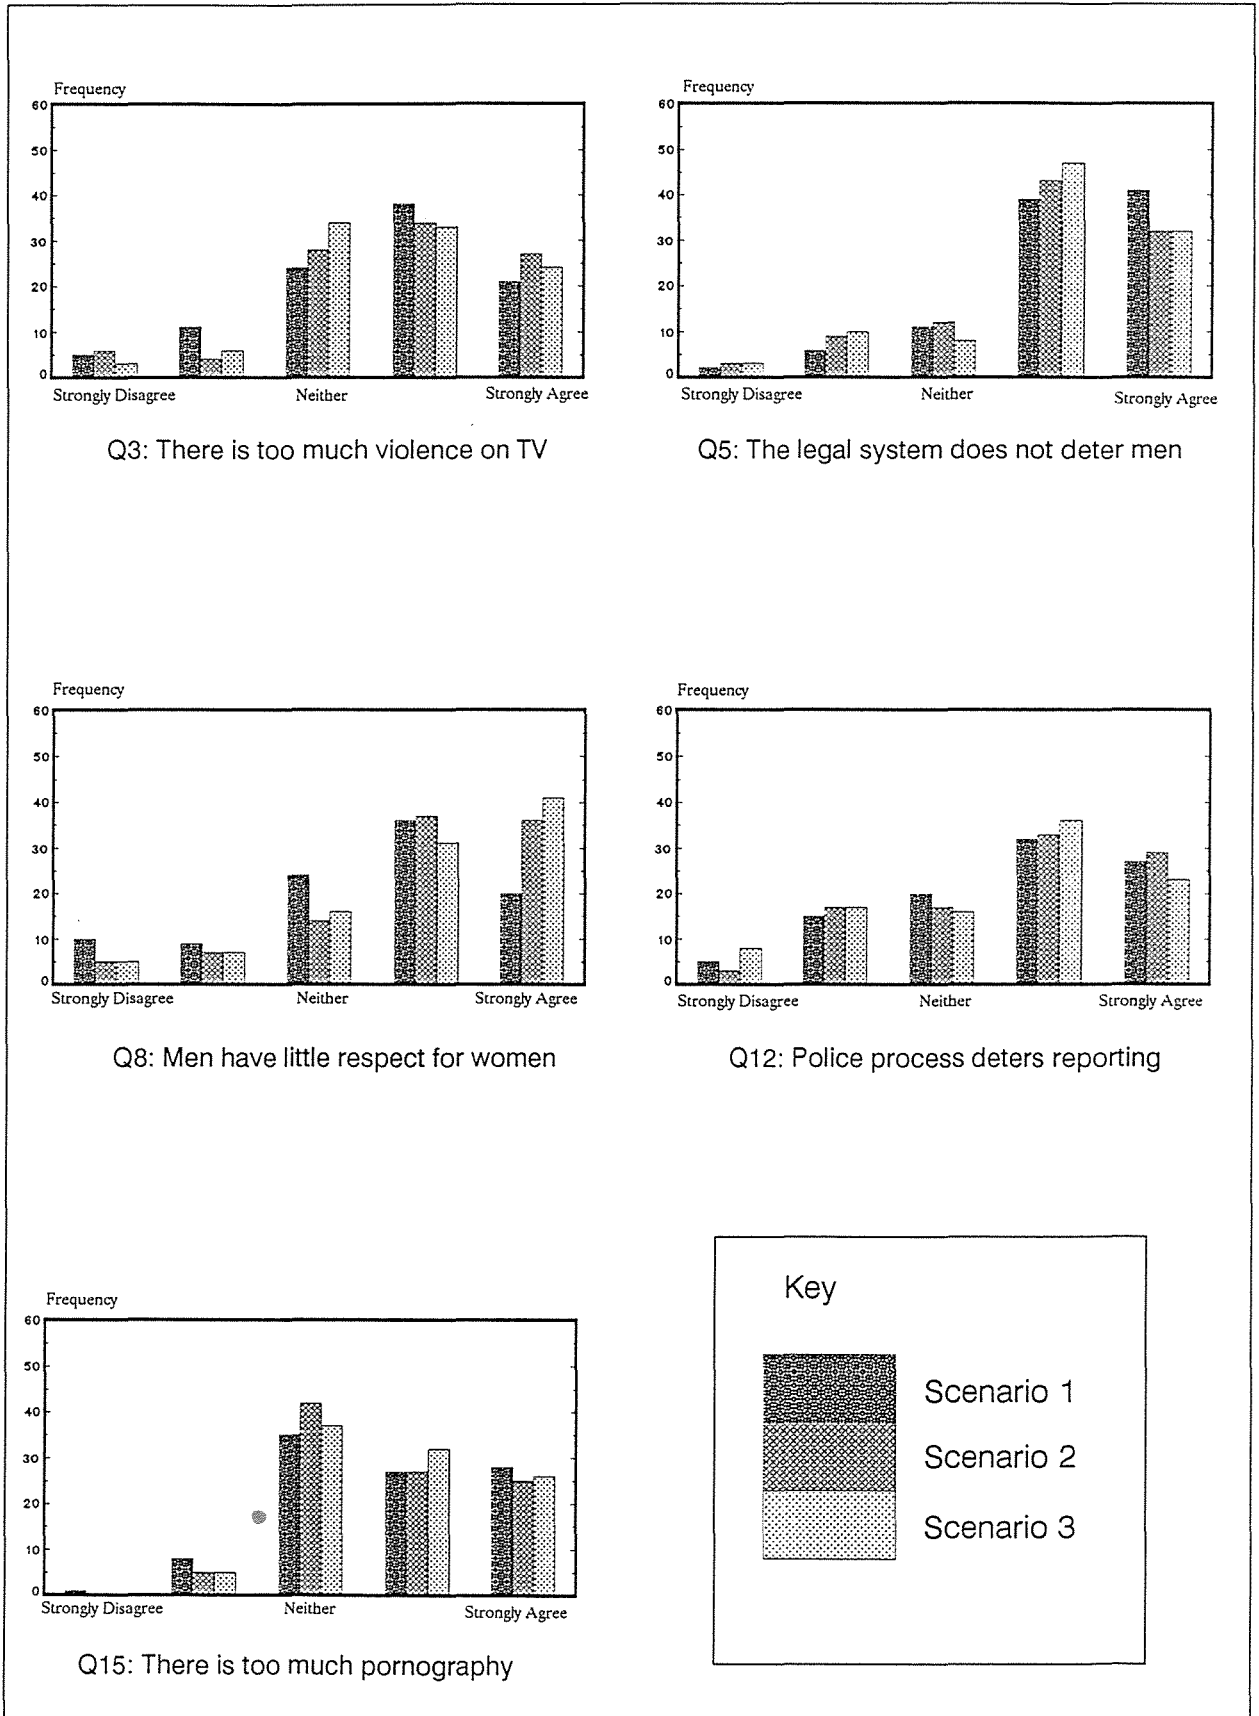 Frequency
60
50
40
30
20
10
0
Strongly Disagree Neither Strongly Agree
Q3: There is too much violence on TV
Frequency
60
50
40
30
20
10
0
Strongly Disagree Neither Strongly Agree
Q5: The legal system does not deter men
Frequency
60
50
40
30
20
10
0
Strongly Disagree Neither Strongly Agree
Q8: Men have little respect for women
Frequency
60
50
40
30
20
10
0
Strongly Disagree Neither Strongly Agree
Q12: Police process deters reporting
Frequency
60
50
40
30
20
10
0
Strongly Disagree Neither Strongly Agree
Q15: There is too much pornography
Key
Scenario 1
Scenario 2
Scenario 3